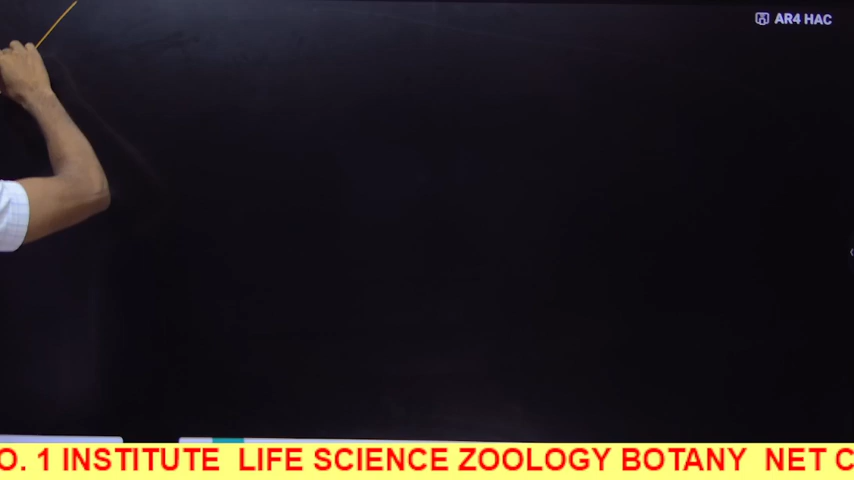 AR4 HAC
O. 1 INSTITUTE LIFE SCIENCE ZOOLOGY BOTANY NET C